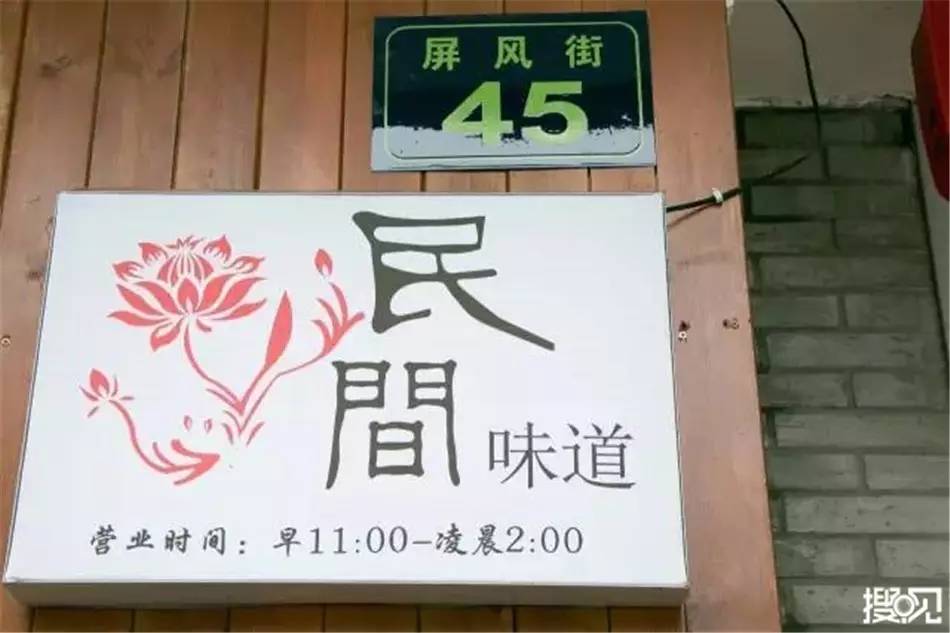 屏风街
45
民
間
味道
营业时间：早11:00-凌晨2:00
搜见